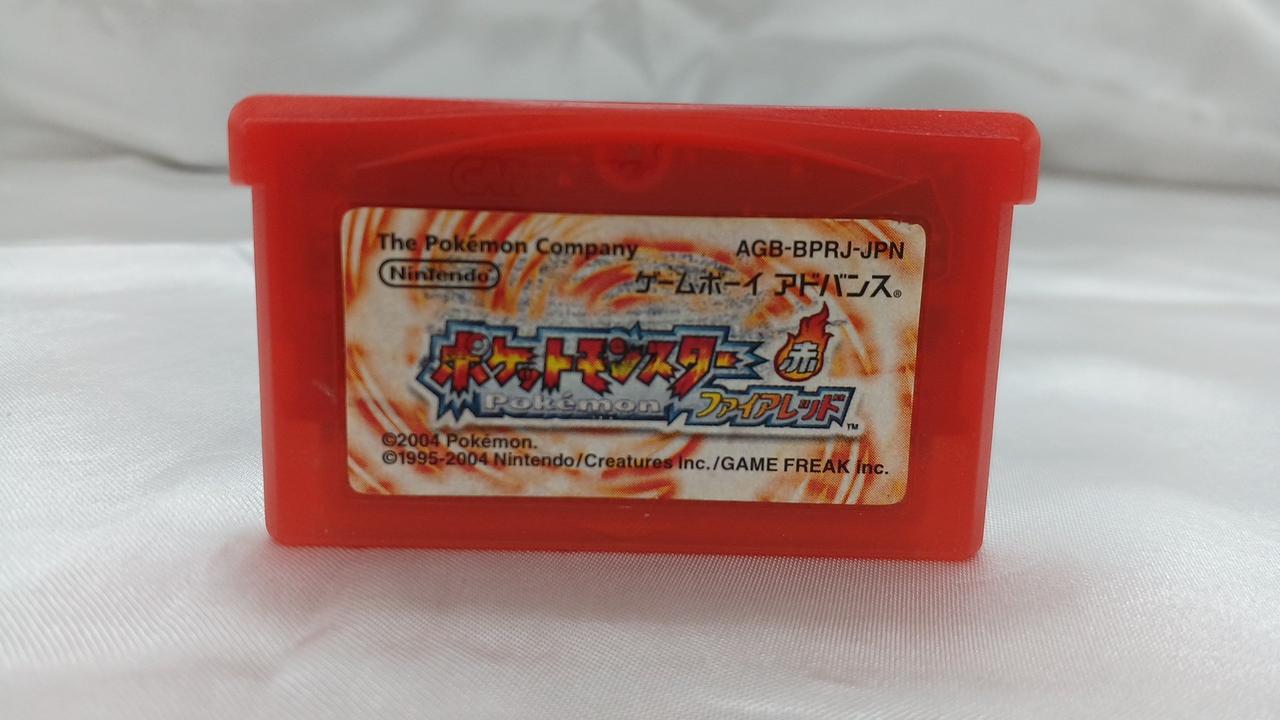 The Pokémon Company
AGB-BPRJ-JPN
Nintendo
ゲームボーイ アドバンス®
ポケットモンスター
赤
Pokémon
ファイアレッド™
©2004 Pokémon.
©1995-2004 Nintendo/Creatures Inc./GAME FREAK inc.